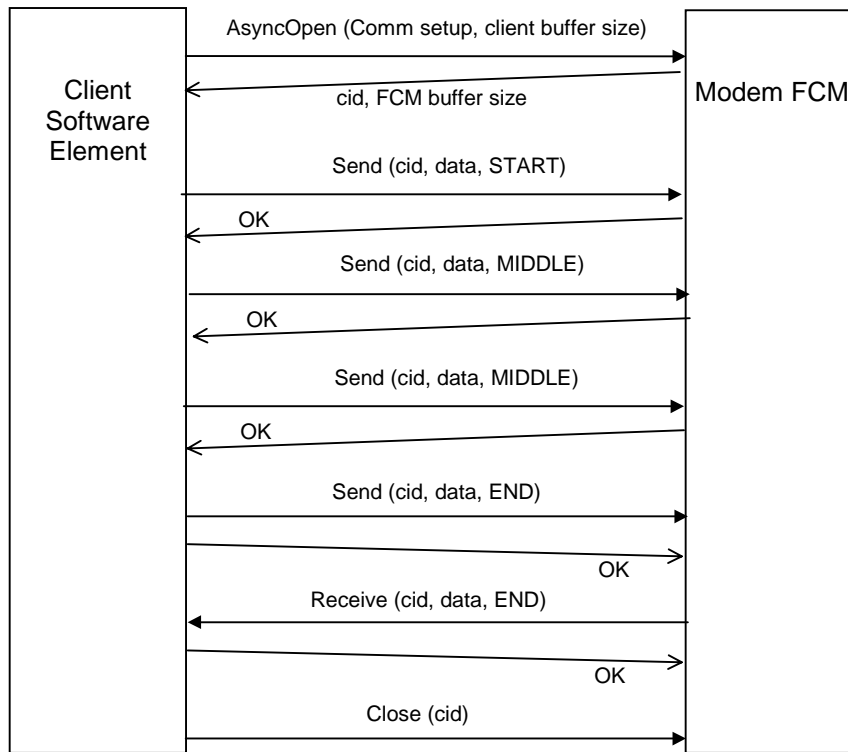 AsyncOpen (Comm setup, client buffer size)
Client
Software
Element
Modem FCM
cid, FCM buffer size
Send (cid, data, START)
OK
Send (cid, data, MIDDLE)
OK
Send (cid, data, MIDDLE)
OK
Send (cid, data, END)
OK
Receive (cid, data, END)
OK
Close (cid)